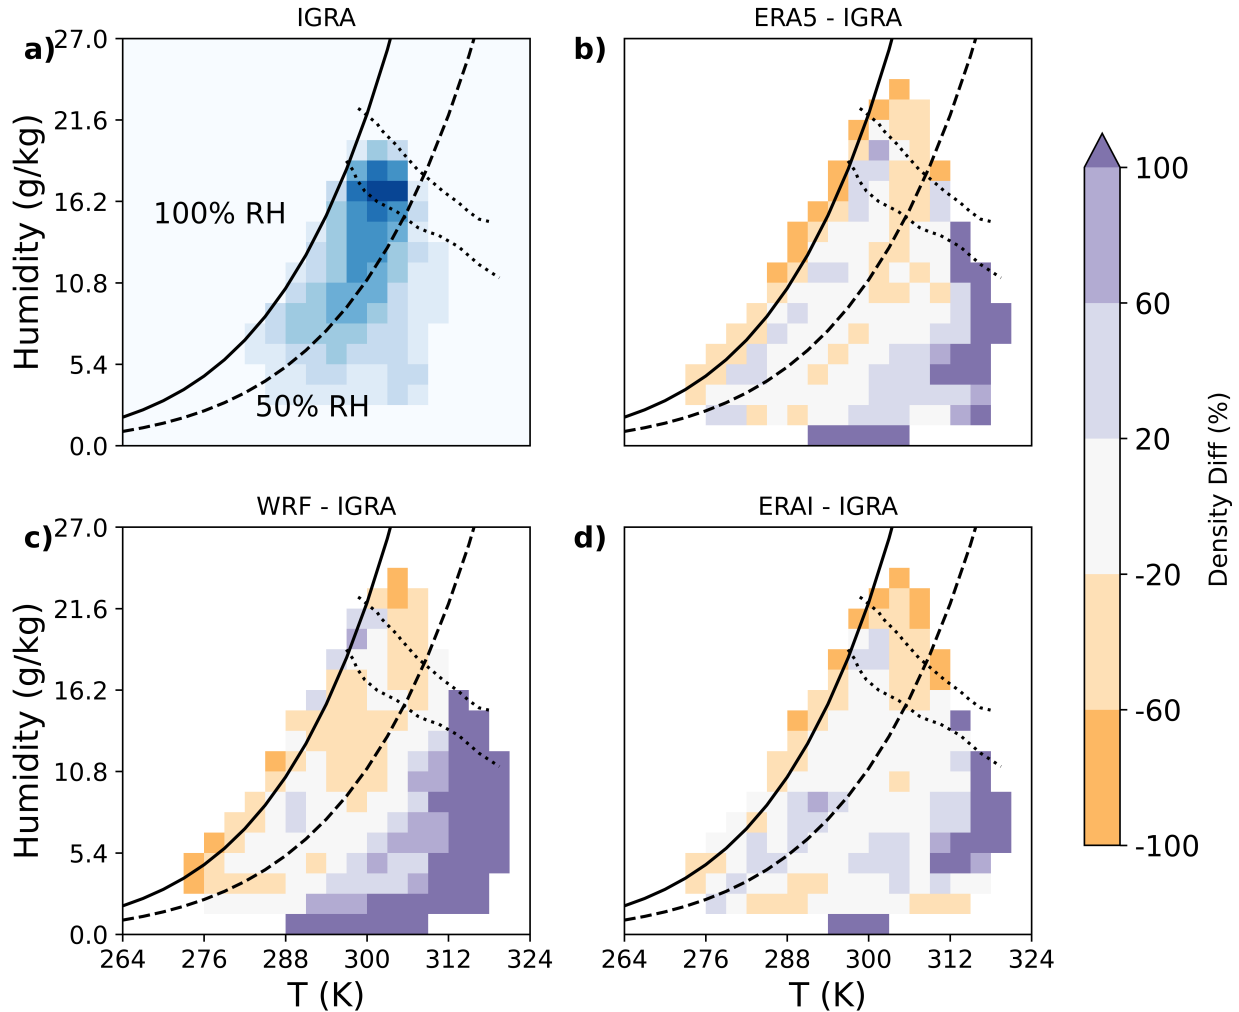 IGRA
ERA5 - IGRA
a)
b)
27.0
21.6
16.2
10.8
5.4
0.0
Humidity (g/kg)
100% RH
50% RH
100
60
20
-20
-60
-100
Density Diff (%)
WRF - IGRA
ERAI - IGRA
c)
d)
27.0
21.6
16.2
10.8
5.4
0.0
Humidity (g/kg)
264 276 288 300 312 324
T (K)
264 276 288 300 312 324
T (K)